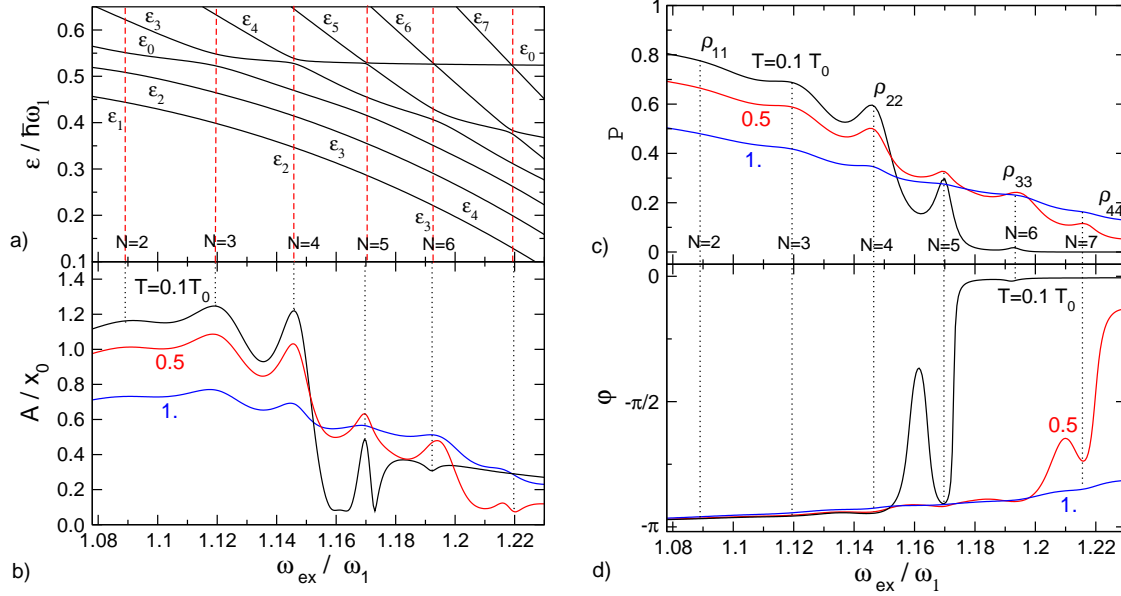 0.6
0.5
0.4
0.3
0.2
0.1
ε / ħω₁
ε₃
ε₄
ε₅
ε₆
ε₇
ε₀
ε₀
ε₂
ε₁
ε₂
ε₃
ε₃
ε₄
N=2
N=3
N=4
N=5
N=6
a)
1.4
1.2
1.0
0.8
0.6
0.4
0.2
0.0
A / x₀
T=0.1T₀
0.5
1.
1.08
1.1
1.12
1.14
1.16
1.18
1.2
1.22
ω_ex / ω₁
b)
1
0.8
0.6
0.4
0.2
0
P
ρ₁₁
T=0.1 T₀
ρ₂₂
0.5
1.
ρ₃₃
ρ₄₄
N=2
N=3
N=4
N=5
N=6
N=7
c)
0
-π/2
-π
φ
T=0.1 T₀
0.5
1.
1.08
1.1
1.12
1.14
1.16
1.18
1.2
1.22
ω_ex / ω₁
d)